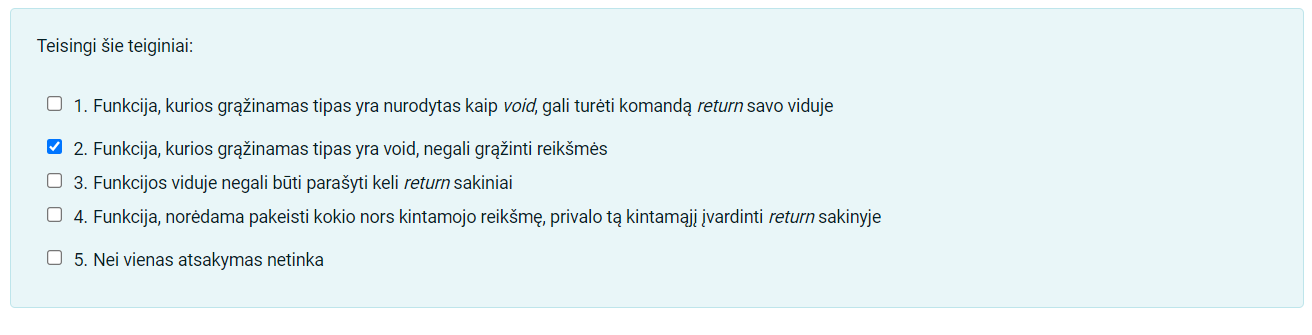 Teisingi šie teiginiai:
1. Funkcija, kurios grąžinamas tipas yra nurodytas kaip void, gali turėti komandą return savo viduje
2. Funkcija, kurios grąžinamas tipas yra void, negali grąžinti reikšmės
3. Funkcijos viduje negali būti parašyti keli return sakiniai
4. Funkcija, norėdama pakeisti kokio nors kintamojo reikšmę, privalo tą kintamąjį įvardinti return sakinyje
5. Nei vienas atsakymas netinka